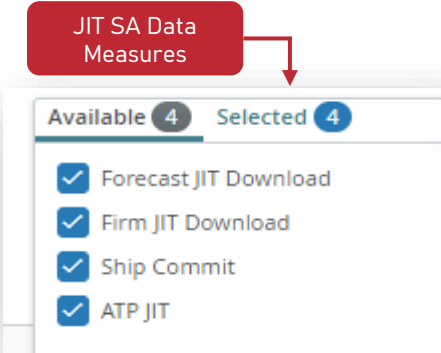 JIT SA Data
Measures
Available 4 Selected 4
Forecast JIT Download
Firm JIT Download
Ship Commit
ATP JIT